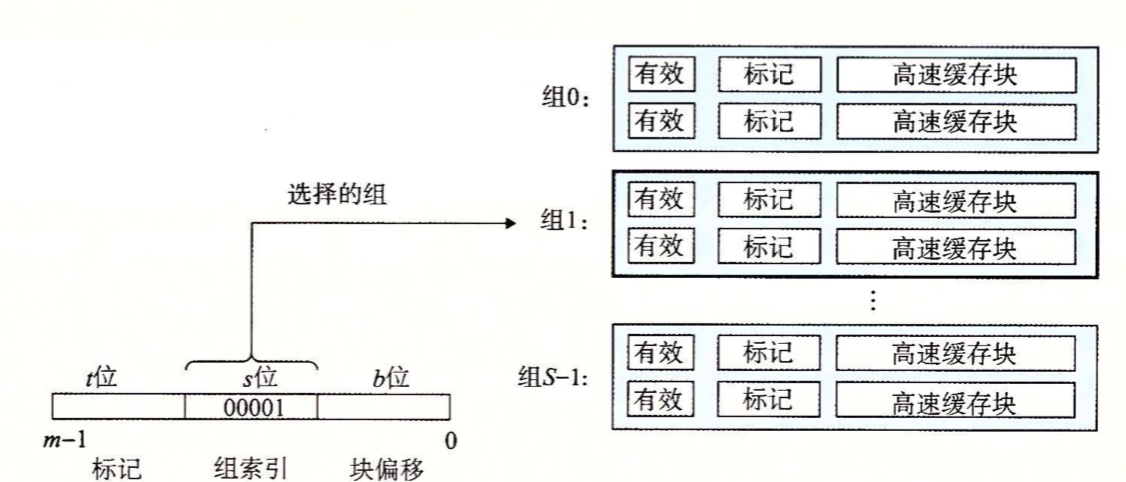 组0:
有效 标记 高速缓存块
有效 标记 高速缓存块
选择的组
组1:
有效 标记 高速缓存块
有效 标记 高速缓存块
⋮
组S-1:
有效 标记 高速缓存块
有效 标记 高速缓存块
t位 s位 b位
00001
m-1 0
标记 组索引 块偏移